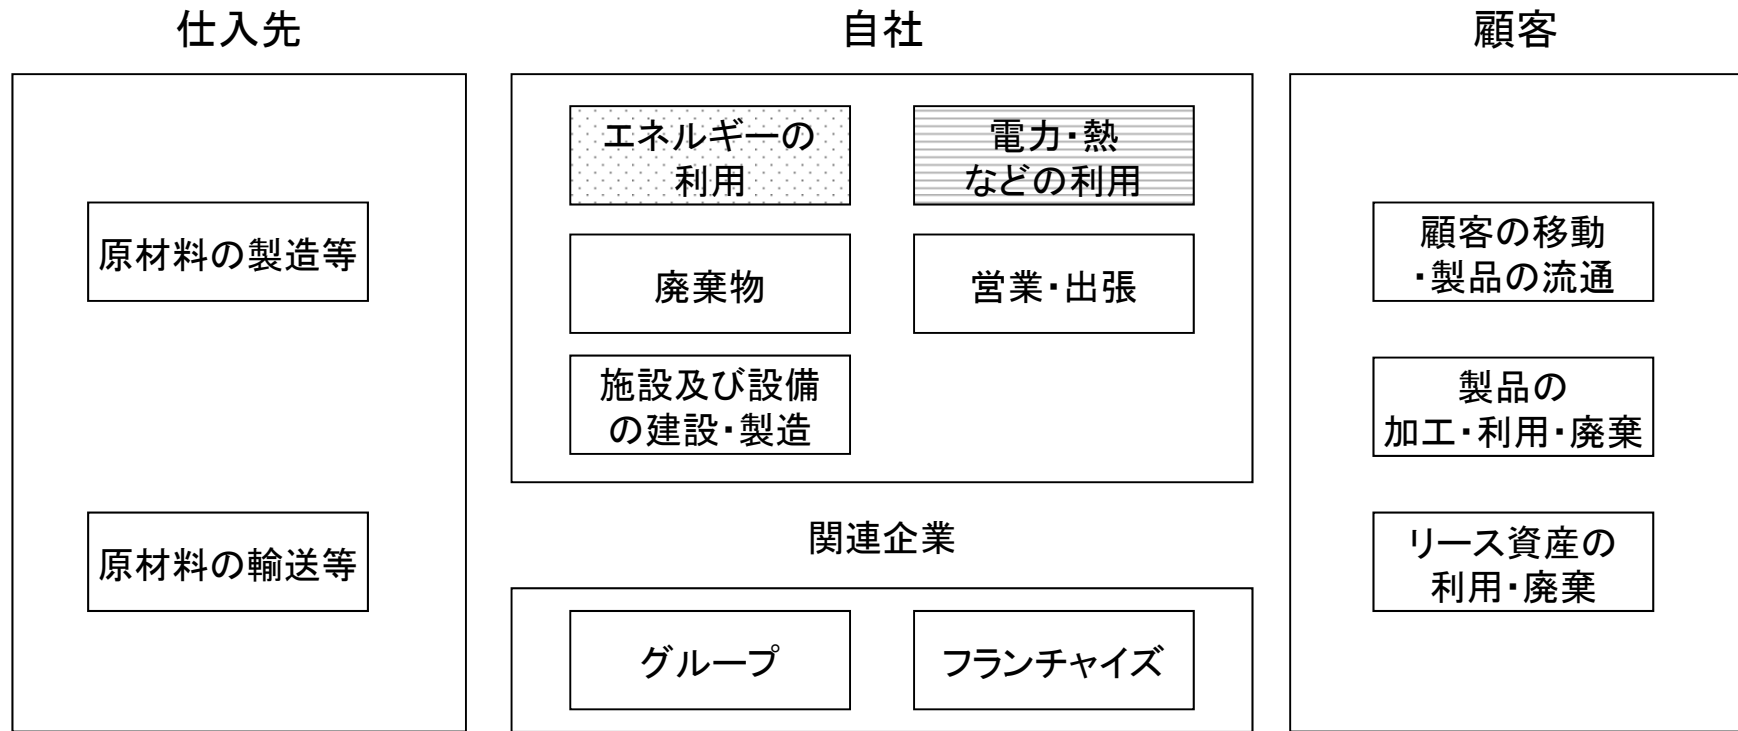 仕入先
自社
顧客
原材料の製造等
原材料の輸送等
エネルギーの
利用
電力・熱
などの利用
廃棄物
営業・出張
施設及び設備
の建設・製造
関連企業
グループ
フランチャイズ
顧客の移動
・製品の流通
製品の
加工・利用・廃棄
リース資産の
利用・廃棄